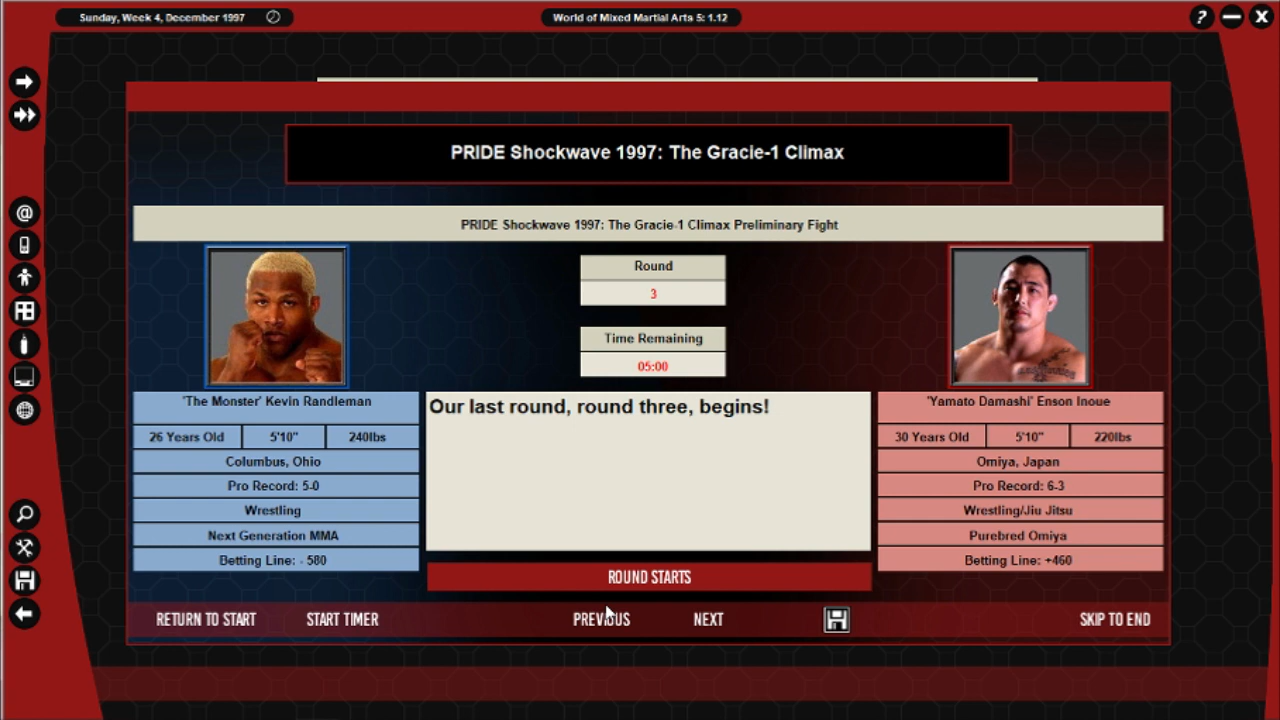 Sunday, Week 4, December 1997
World of Mixed Martial Arts 5: 1.12
?
X
@
PRIDE Shockwave 1997: The Gracie-1 Climax
PRIDE Shockwave 1997: The Gracie-1 Climax Preliminary Fight
Round
3
Time Remaining
05:00
'The Monster' Kevin Randleman
26 Years Old 5'10" 240lbs
Columbus, Ohio
Pro Record: 5-0
Wrestling
Next Generation MMA
Betting Line: - 580
Our last round, round three, begins!
ROUND STARTS
'Yamato Damashi' Enson Inoue
30 Years Old 5'10" 220lbs
Omiya, Japan
Pro Record: 6-3
Wrestling/Jiu Jitsu
Purebred Omiya
Betting Line: +460
RETURN TO START START TIMER PREVIOUS NEXT SKIP TO END